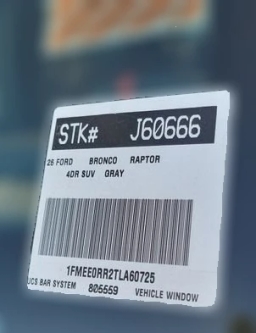 STK# J60666
26 FORD BRONCO RAPTOR
4DR SUV GRAY
1FMEE0RR2TLA60725
UCS BAR SYSTEM 805559 VEHICLE WINDOW